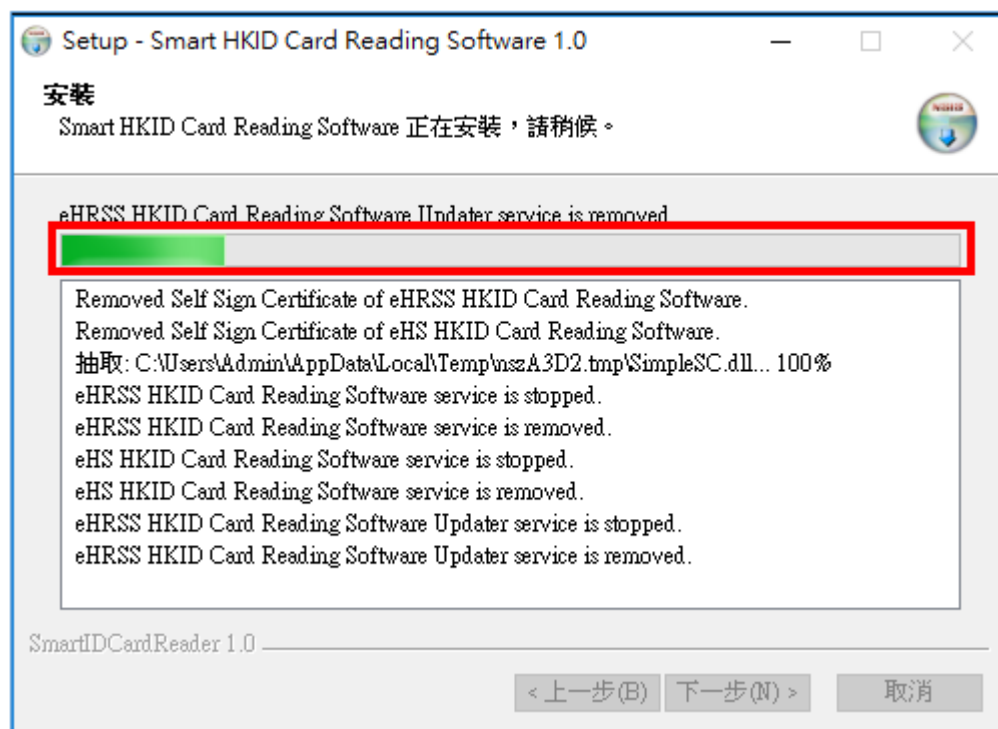 Setup - Smart HKID Card Reading Software 1.0
安裝
Smart HKID Card Reading Software 正在安裝，請稍候。
eHRSS HKID Card Reading Software Updater service is removed
Removed Self Sign Certificate of eHRSS HKID Card Reading Software.
Removed Self Sign Certificate of eHS HKID Card Reading Software.
抽取: C:\Users\Admin\AppData\Local\Temp\nszA3D2.tmp\SimpleSC.dll... 100%
eHRSS HKID Card Reading Software service is stopped.
eHRSS HKID Card Reading Software service is removed.
eHS HKID Card Reading Software service is stopped.
eHS HKID Card Reading Software service is removed.
eHRSS HKID Card Reading Software Updater service is stopped.
eHRSS HKID Card Reading Software Updater service is removed.
SmartIDCardReader 1.0
< 上一步(B) 下一步(N) > 取消